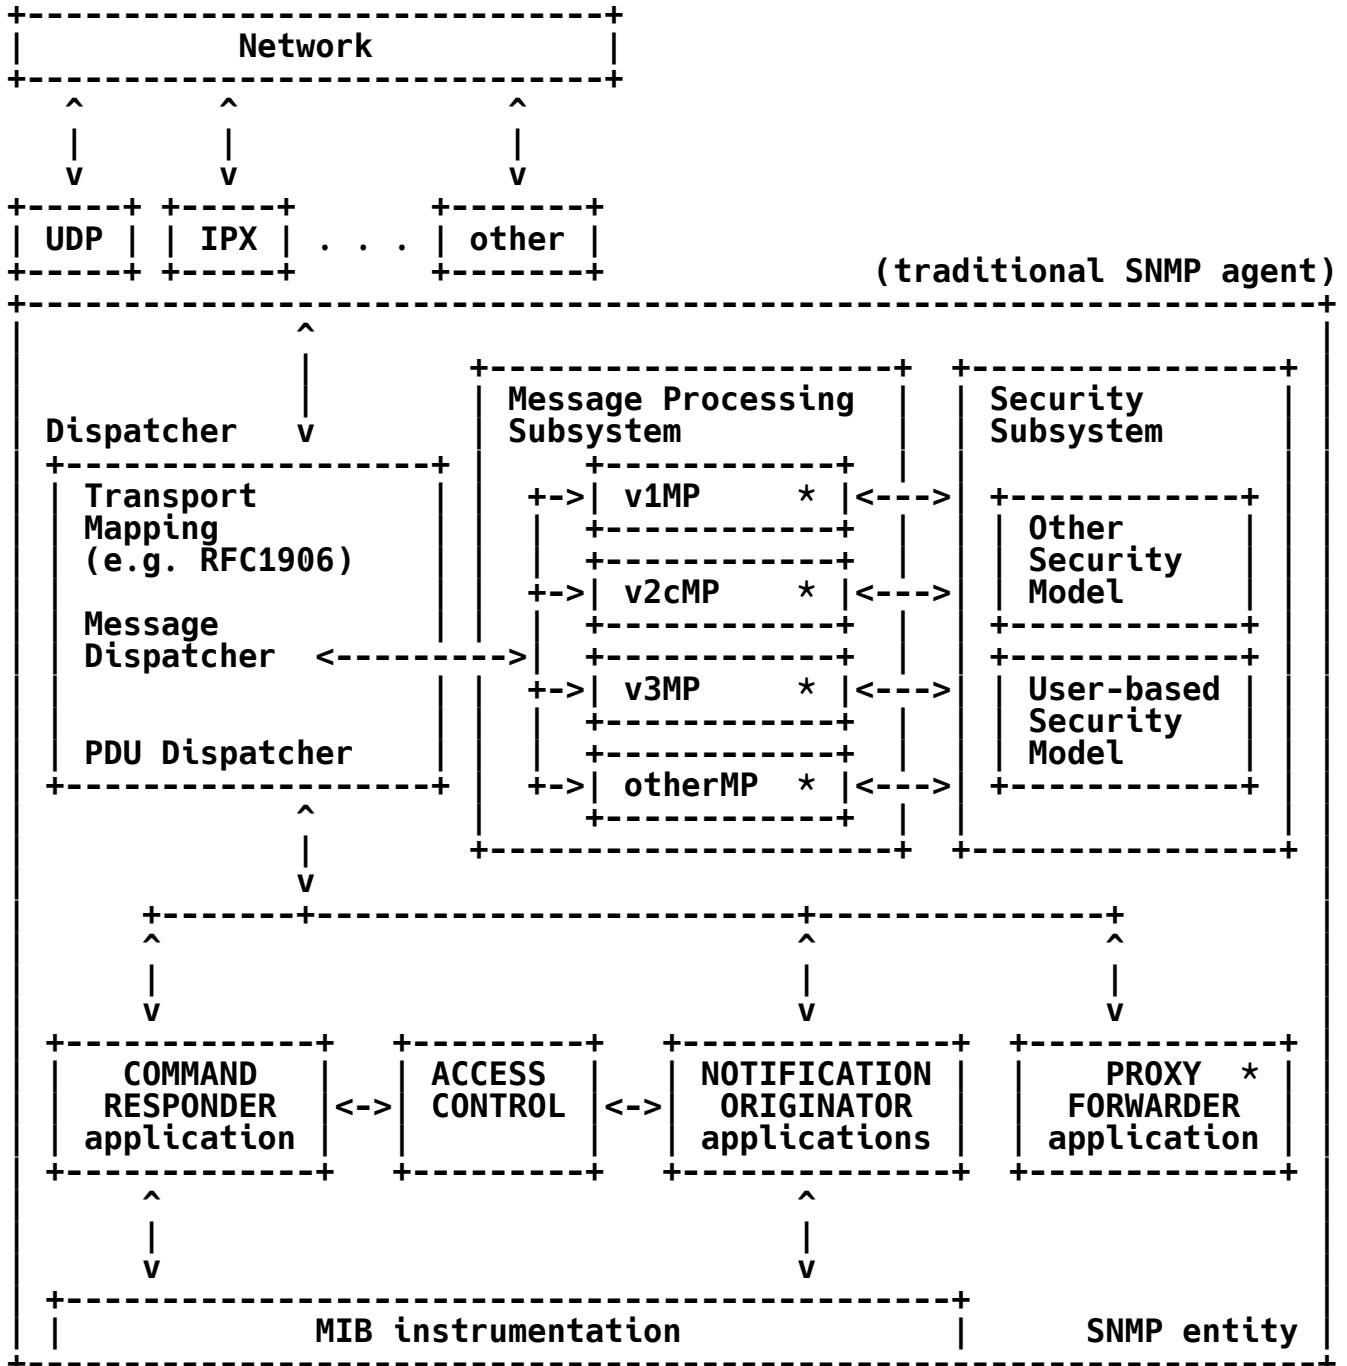 Network
UDP IPX . . . other
(traditional SNMP agent)
Message Processing Security
Dispatcher Subsystem Subsystem
Transport v1MP *
Mapping Other
(e.g. RFC1906) Security
v2cMP * Model
Message
Dispatcher
v3MP * User-based
Security
PDU Dispatcher Model
otherMP *
COMMAND ACCESS NOTIFICATION PROXY *
RESPONDER CONTROL ORIGINATOR FORWARDER
application applications application
MIB instrumentation SNMP entity